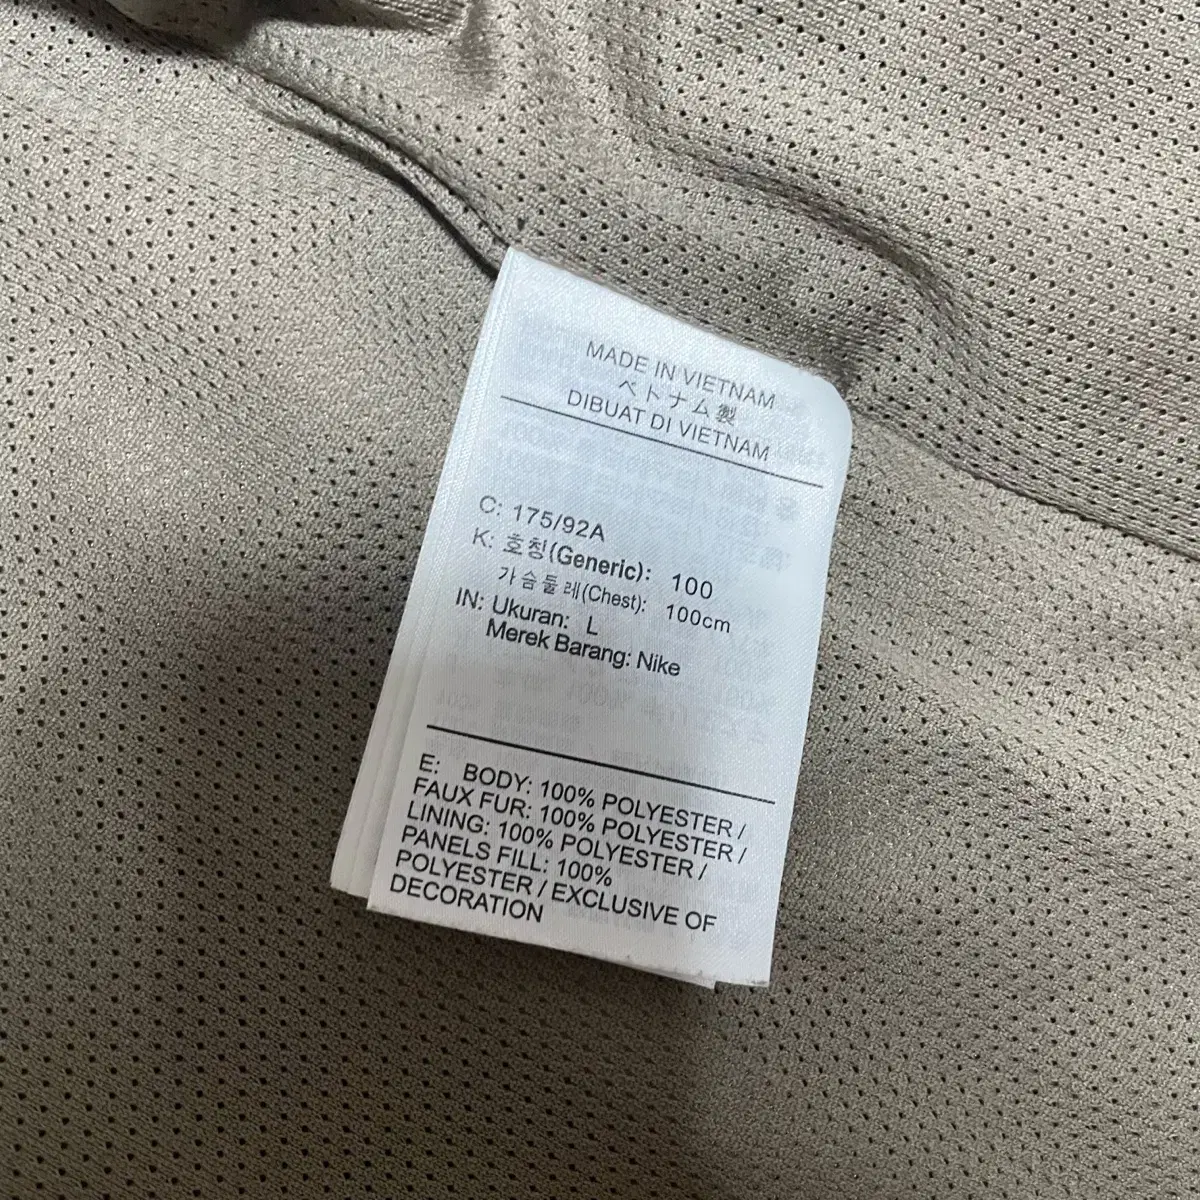 MADE IN VIETNAM
ベトナム製
DIBUAT DI VIETNAM
C: 175/92A
K: 호칭(Generic): 100
가슴둘레(Chest): 100cm
IN: Ukuran: L
Merek Barang: Nike
E: BODY: 100% POLYESTER /
FAUX FUR: 100% POLYESTER /
LINING: 100% POLYESTER /
PANELS FILL: 100%
POLYESTER / EXCLUSIVE OF
DECORATION